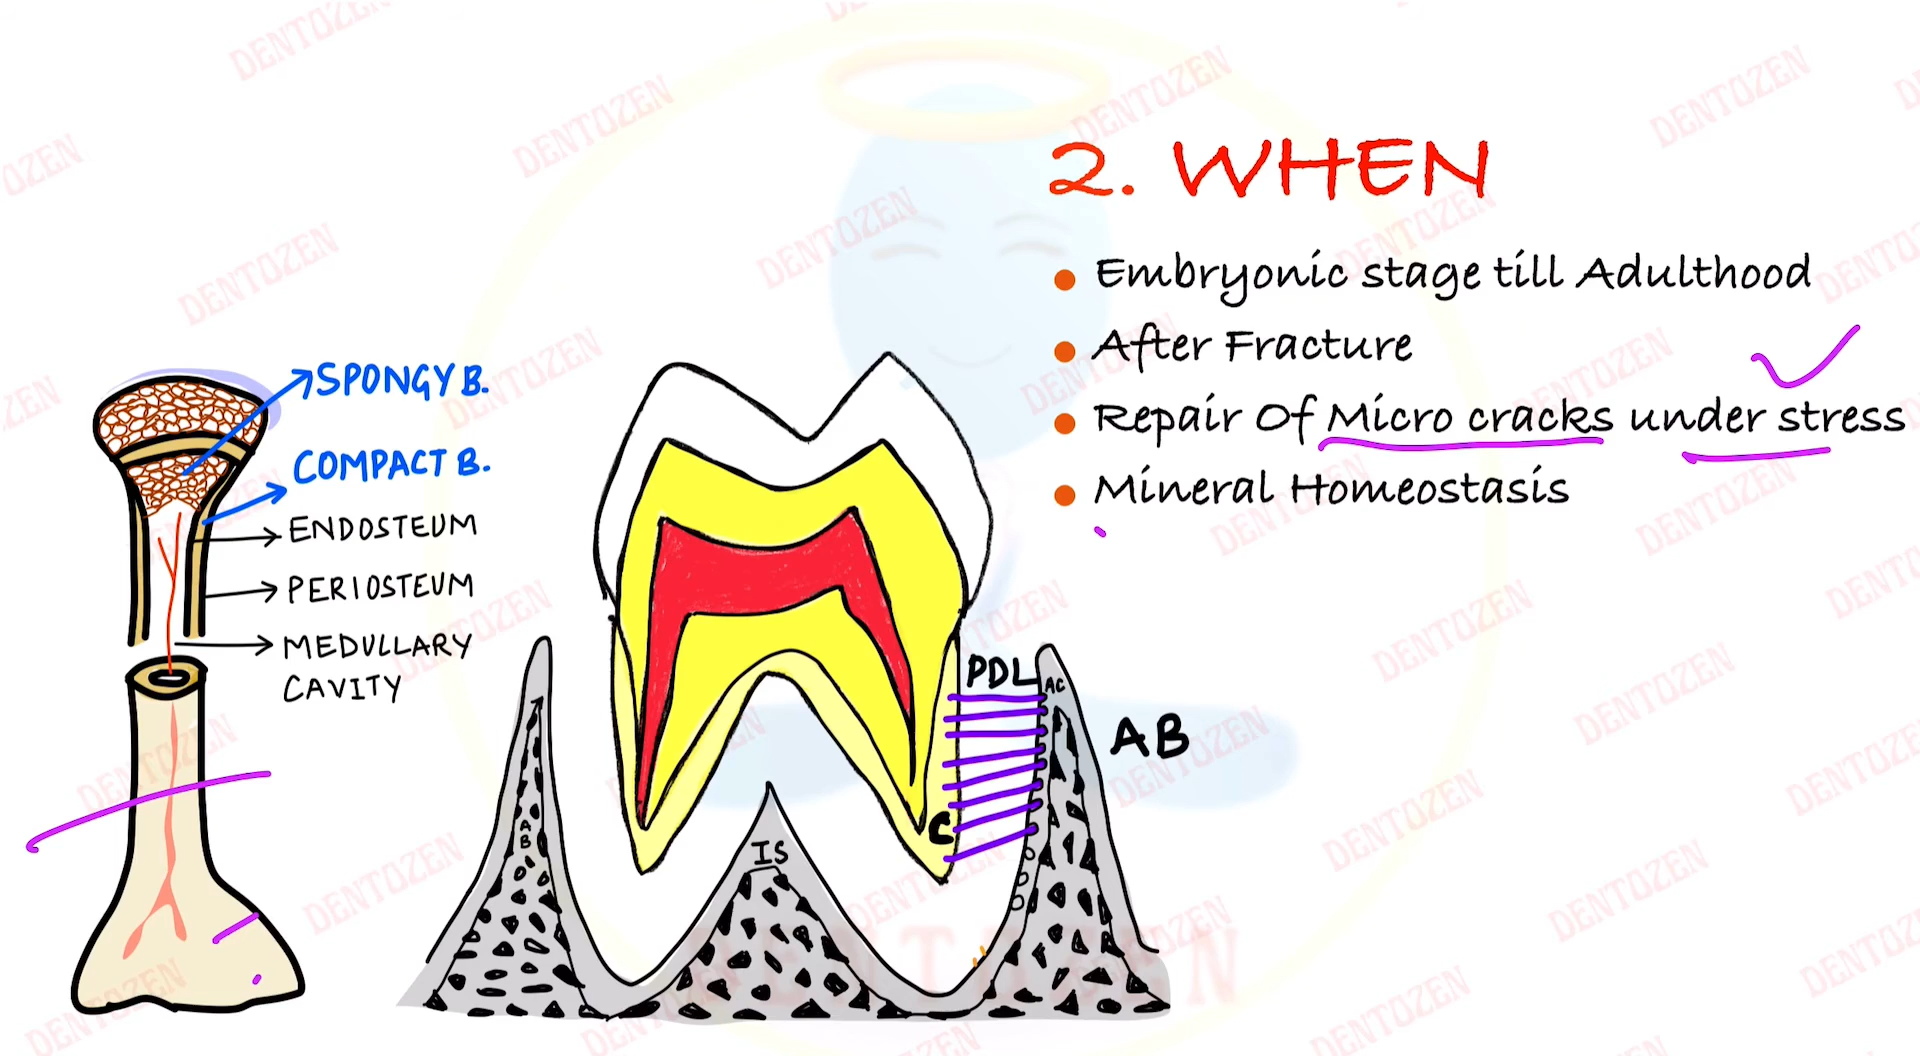 2. WHEN
Embryonic stage till Adulthood
After Fracture
Repair Of Micro cracks under stress
Mineral Homeostasis
SPONGY B.
COMPACT B.
ENDOSTEUM
PERIOSTEUM
MEDULLARY
CAVITY
PDL
AC
AB
C
A
B
IS
DENTOZEN